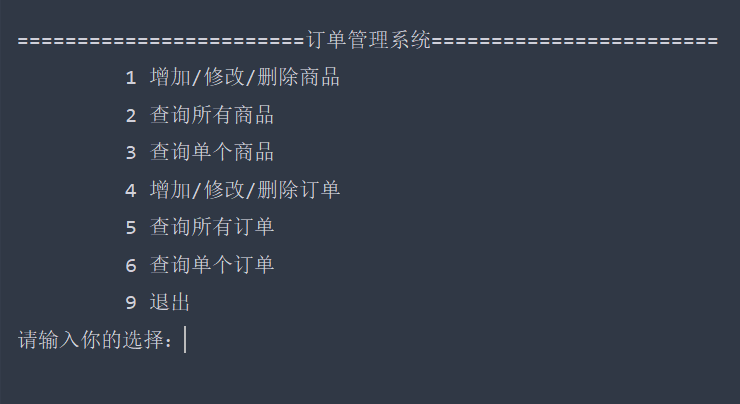 ========================订单管理系统========================
1 增加/修改/删除商品
2 查询所有商品
3 查询单个商品
4 增加/修改/删除订单
5 查询所有订单
6 查询单个订单
9 退出
请输入你的选择: